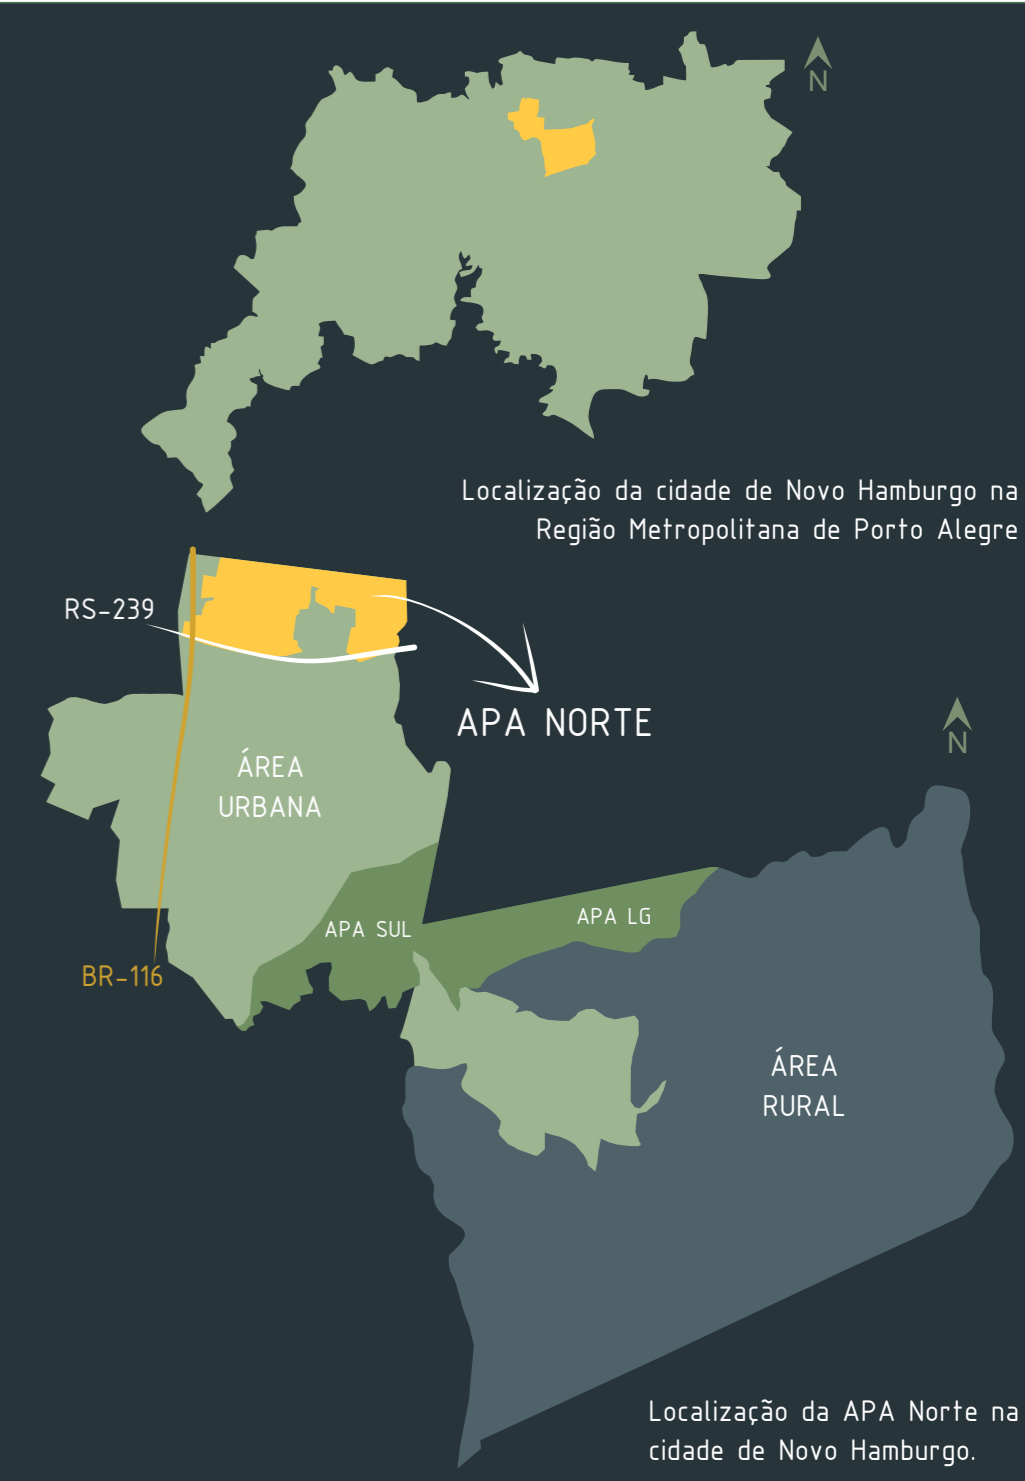 N
Localização da cidade de Novo Hamburgo na
Região Metropolitana de Porto Alegre
RS-239
APA NORTE
N
ÁREA
URBANA
APA SUL
APA LG
BR-116
ÁREA
RURAL
Localização da APA Norte na
cidade de Novo Hamburgo.